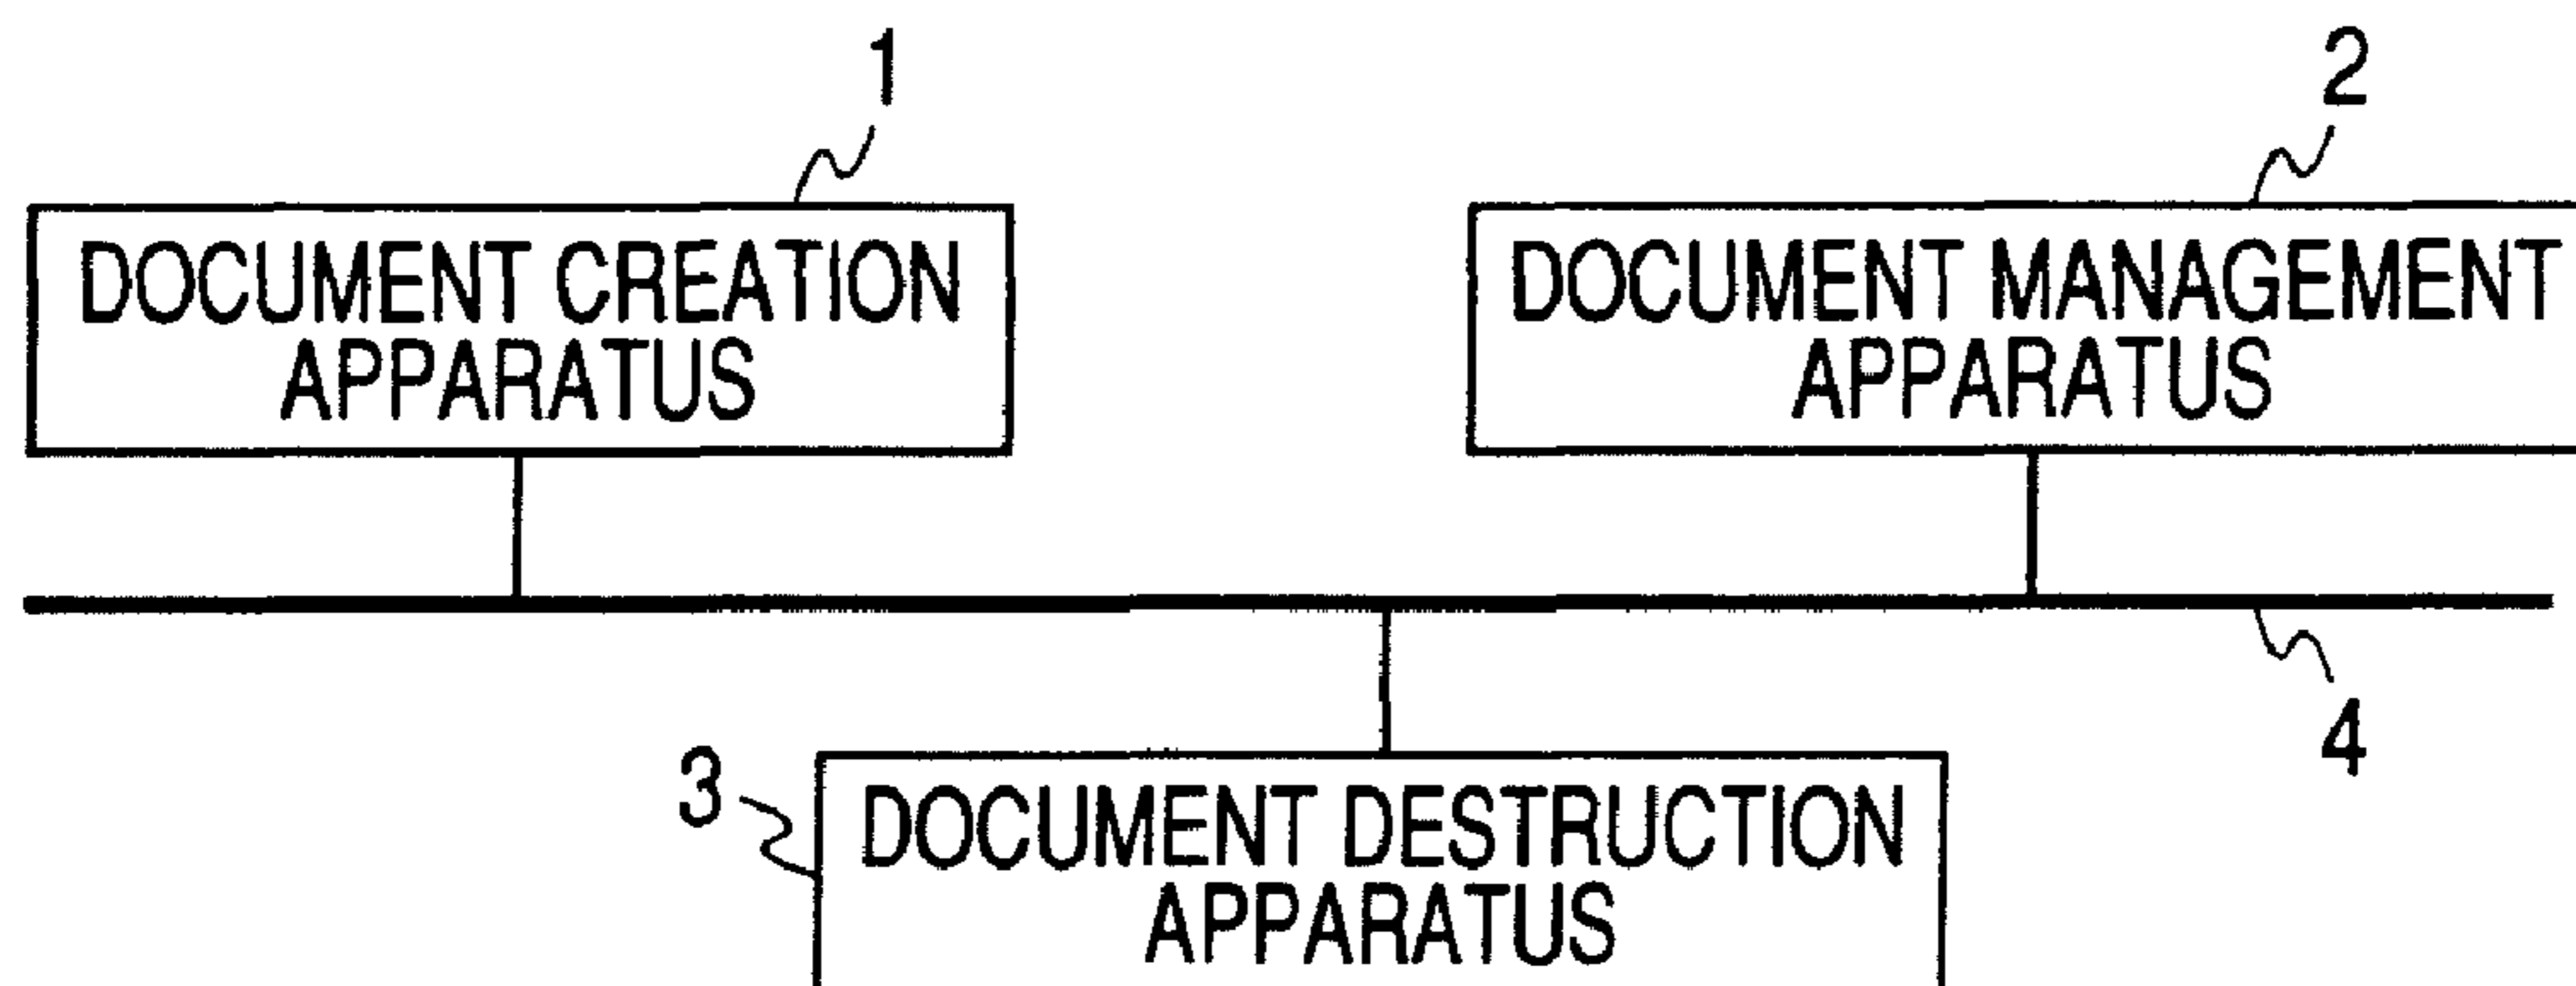 1
2
DOCUMENT CREATION
APPARATUS
DOCUMENT MANAGEMENT
APPARATUS
4
3
DOCUMENT DESTRUCTION
APPARATUS